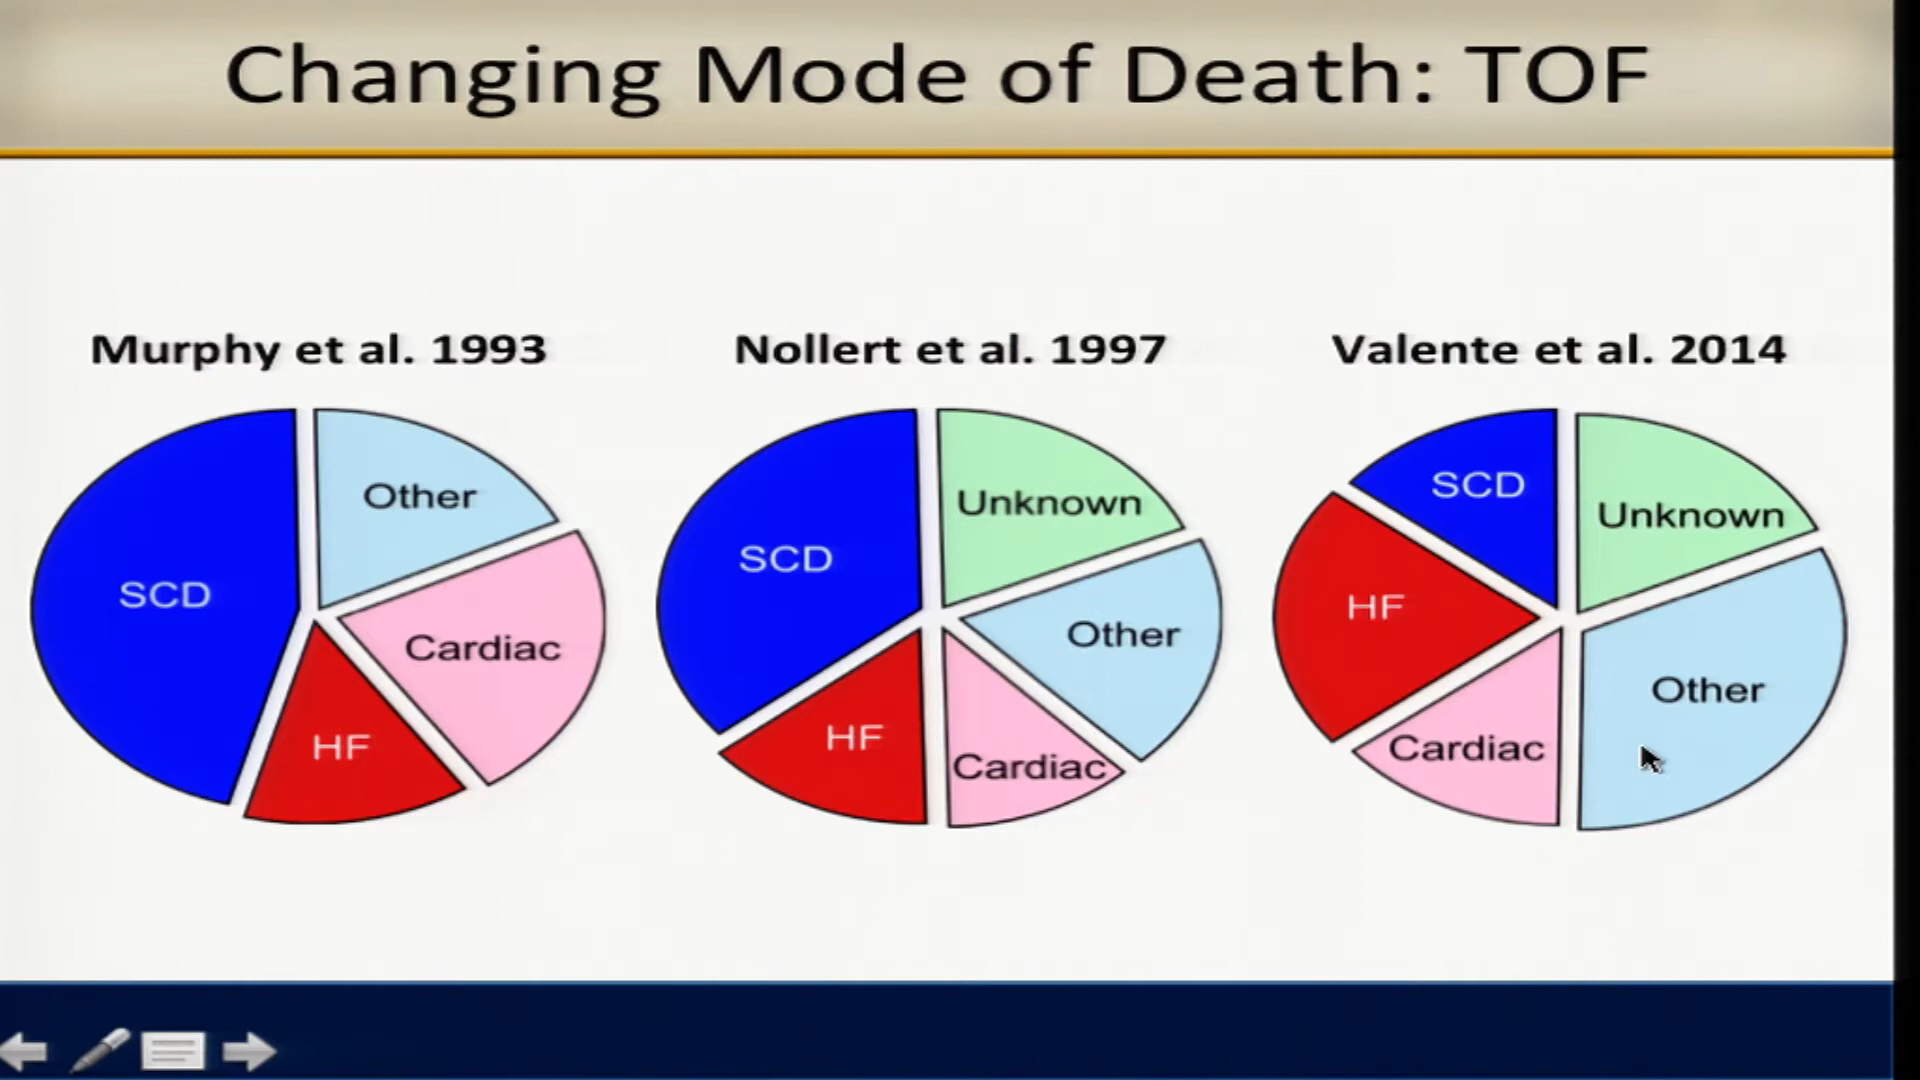 Changing Mode of Death: TOF
Murphy et al. 1993
SCD
Other
Cardiac
HF
Nollert et al. 1997
SCD
Unknown
Other
HF
Cardiac
Valente et al. 2014
SCD
Unknown
HF
Other
Cardiac